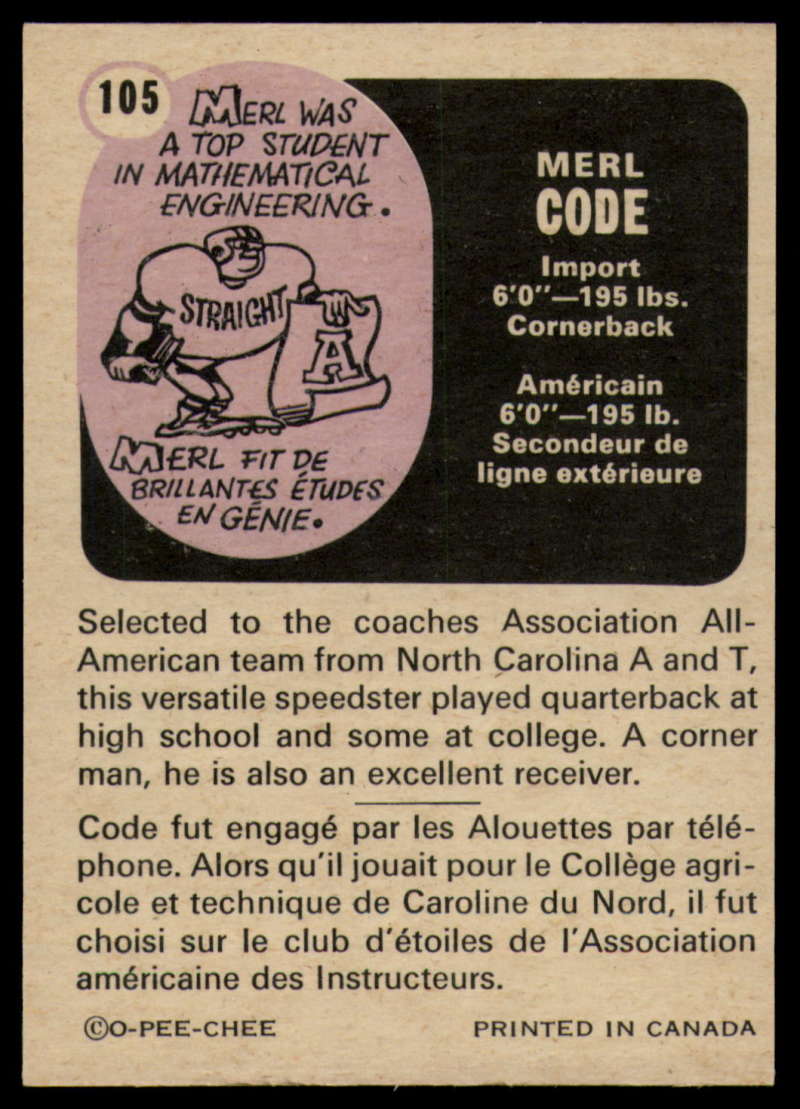 105
MERL WAS
A TOP STUDENT
IN MATHEMATICAL
ENGINEERING.
STRAIGHT
A
MERL FIT DE
BRILLANTES ÉTUDES
EN GÉNIE.
MERL
CODE
Import
6'0"—195 lbs.
Cornerback
Américain
6'0"—195 lb.
Secondeur de
ligne extérieure
Selected to the coaches Association All-
American team from North Carolina A and T,
this versatile speedster played quarterback at
high school and some at college. A corner
man, he is also an excellent receiver.
Code fut engagé par les Alouettes par télé-
phone. Alors qu'il jouait pour le Collège agri-
cole et technique de Caroline du Nord, il fut
choisi sur le club d'étoiles de l'Association
américaine des Instructeurs.
©O-PEE-CHEE PRINTED IN CANADA